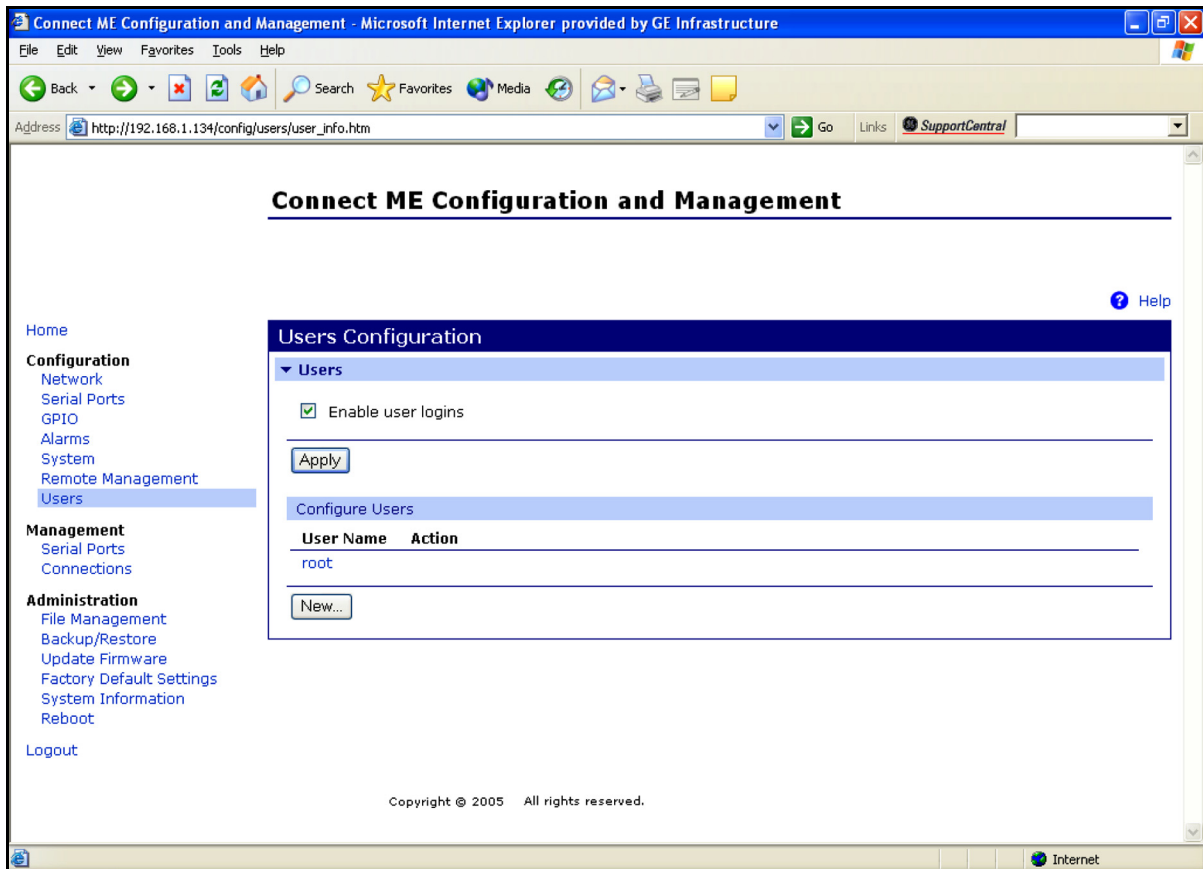 Connect ME Configuration and Management - Microsoft Internet Explorer provided by GE Infrastructure
File Edit View Favorites Tools Help
Back Search Favorites Media
Address http://192.168.1.134/config/users/user_info.htm Go Links SupportCentral
Connect ME Configuration and Management
? Help
Home
Configuration
Network
Serial Ports
GPIO
Alarms
System
Remote Management
Users
Management
Serial Ports
Connections
Administration
File Management
Backup/Restore
Update Firmware
Factory Default Settings
System Information
Reboot
Logout
Users Configuration
Users
Enable user logins
Apply
Configure Users
User Name Action
root
New...
Copyright © 2005 All rights reserved.
Internet